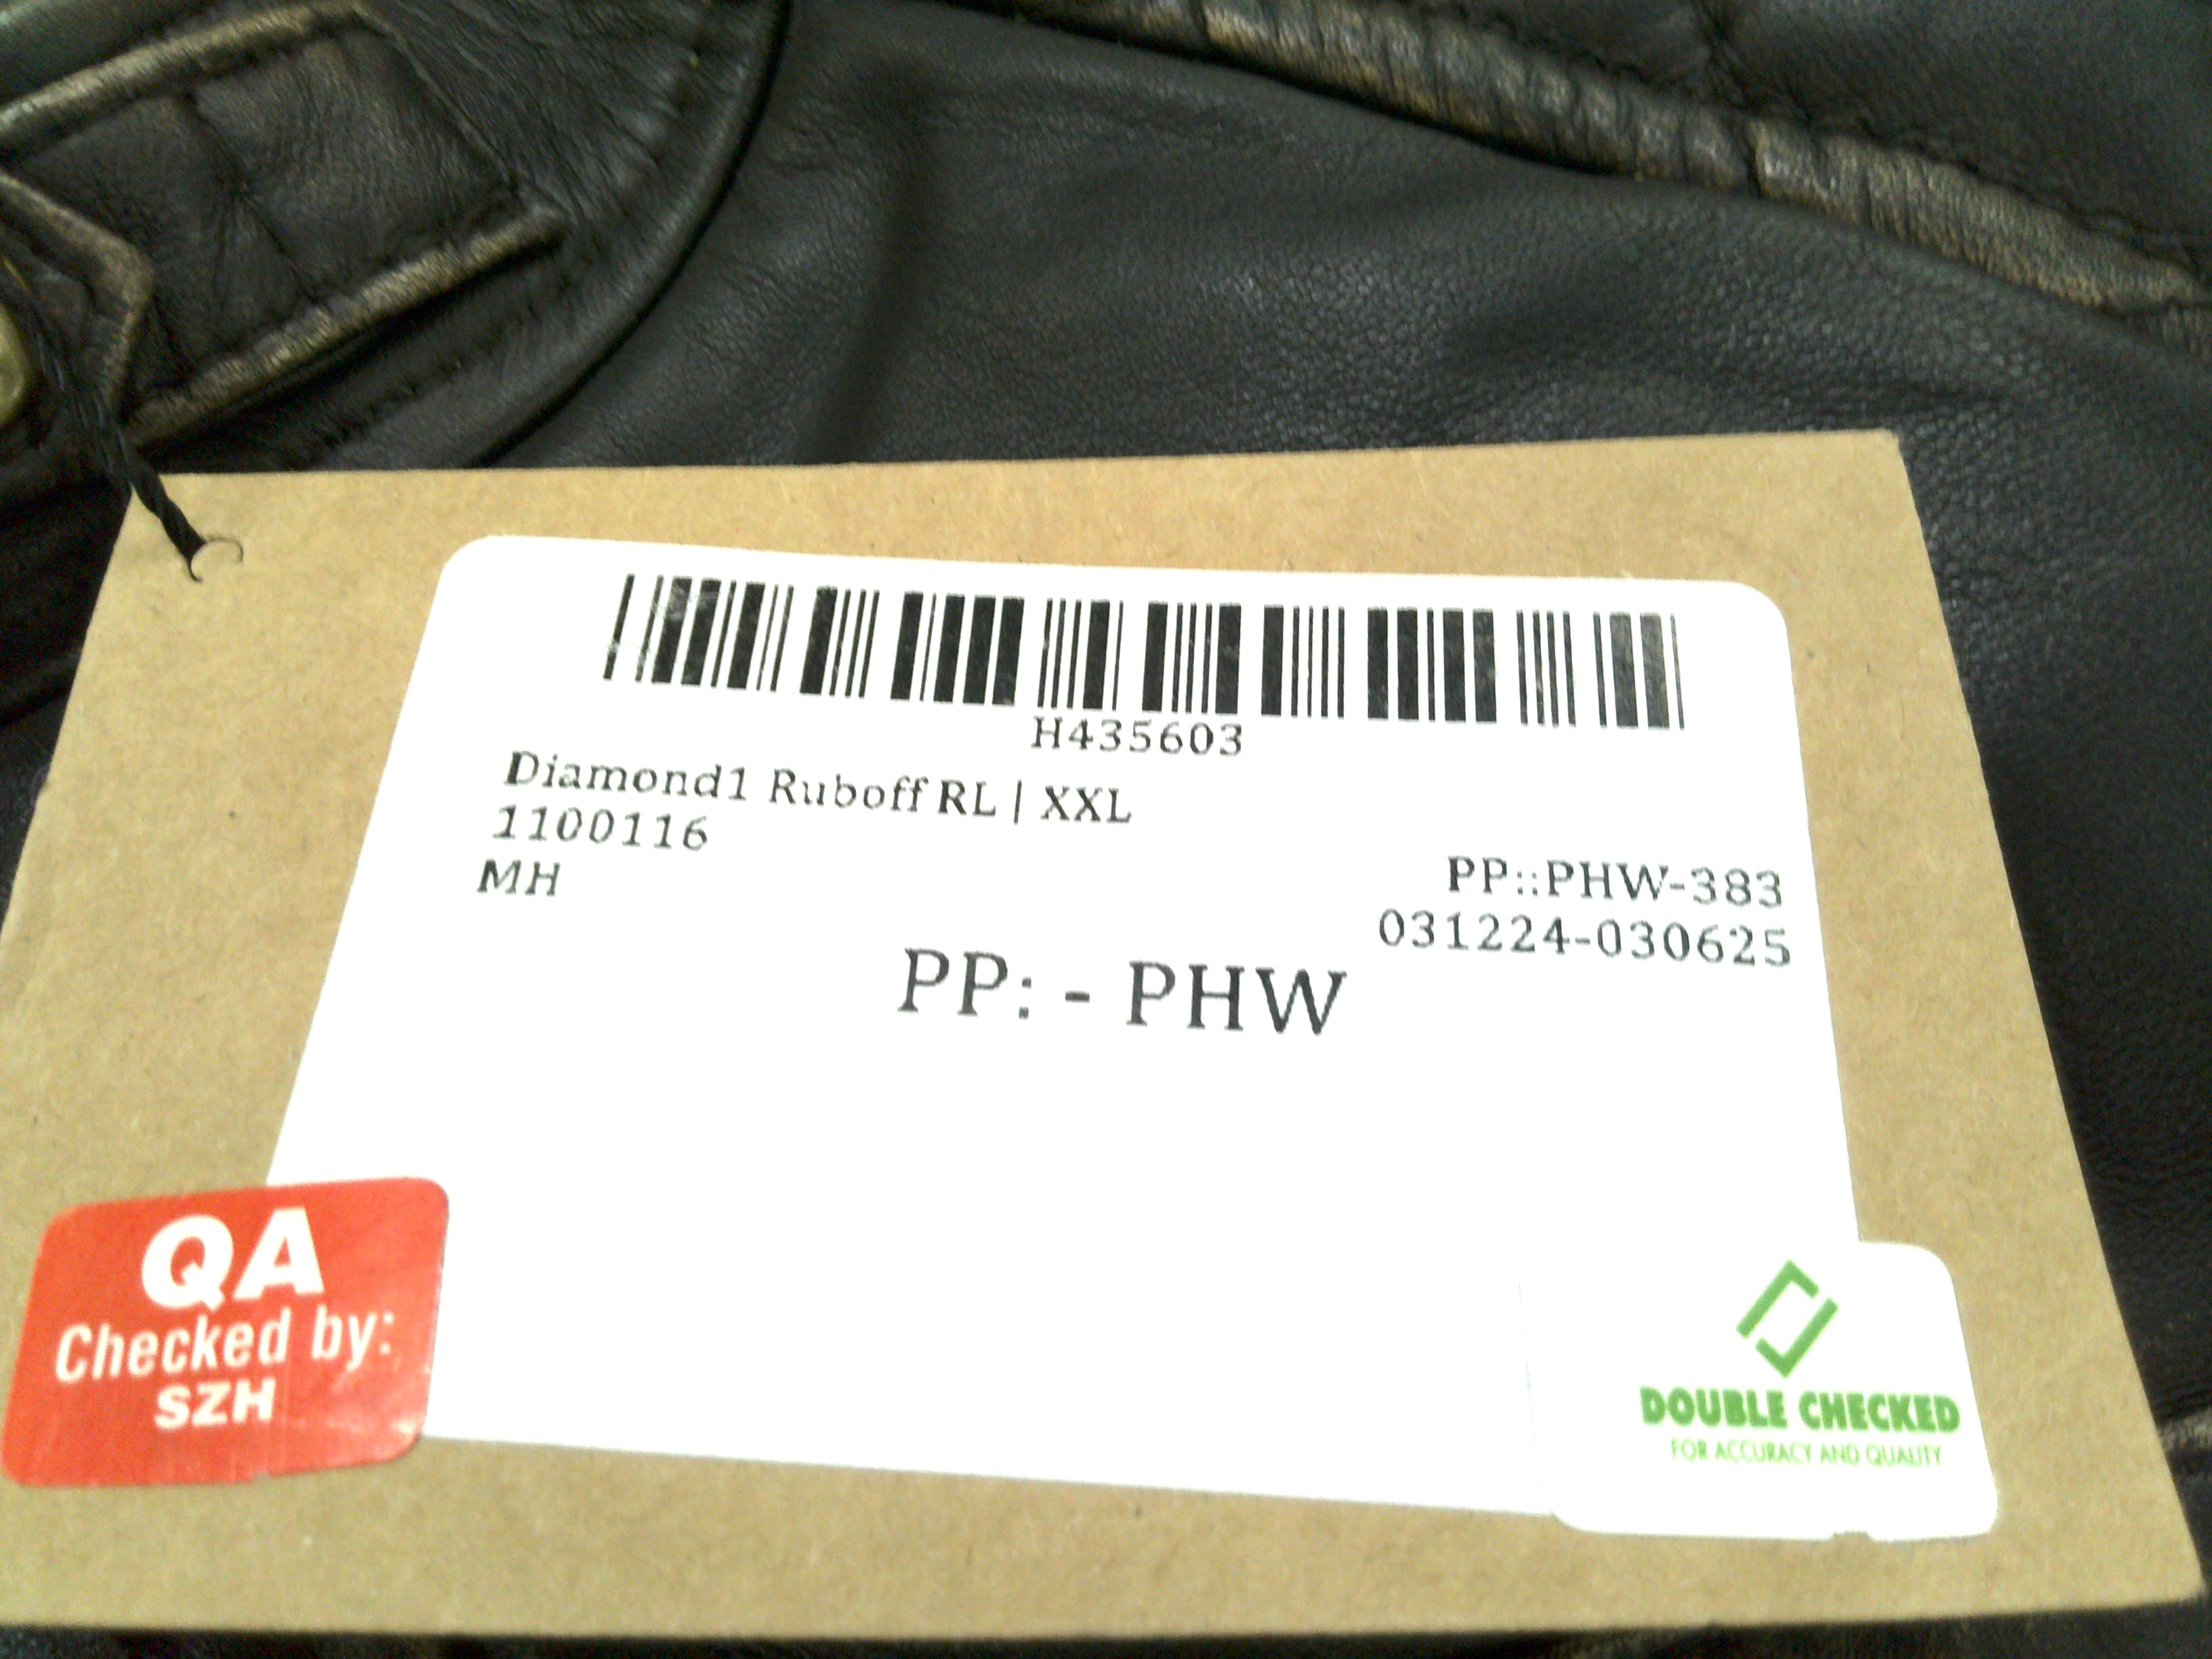 H435603
Diamond1 Ruboff RL | XXL
1100116
MH
PP::PHW-383
031224-030625
PP: - PHW
QA
Checked by:
SZH
DOUBLE CHECKED
FOR ACCURACY AND QUALITY